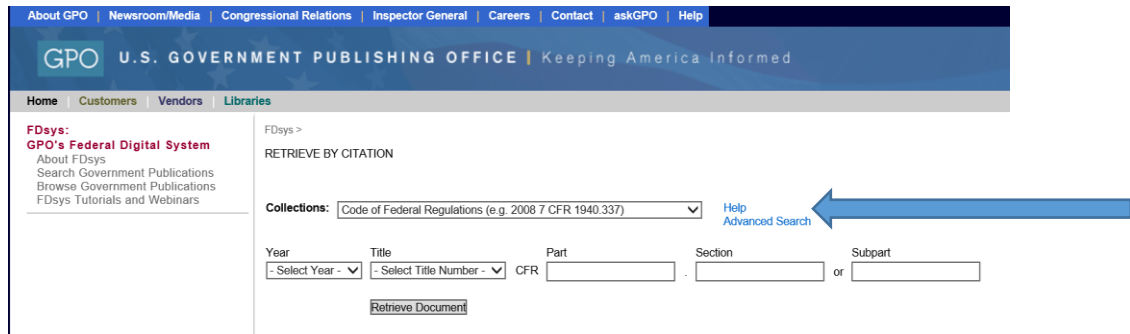 About GPO | Newsroom/Media | Congressional Relations | Inspector General | Careers | Contact | askGPO | Help
GPO U.S. GOVERNMENT PUBLISHING OFFICE | Keeping America Informed
Home | Customers | Vendors | Libraries
FDsys:
GPO's Federal Digital System
About FDsys
Search Government Publications
Browse Government Publications
FDsys Tutorials and Webinars
FDsys >
RETRIEVE BY CITATION
Collections: Code of Federal Regulations (e.g. 2008 7 CFR 1940.337) Help
Advanced Search
Year Title Part Section Subpart
- Select Year - - Select Title Number - CFR . or
Retrieve Document